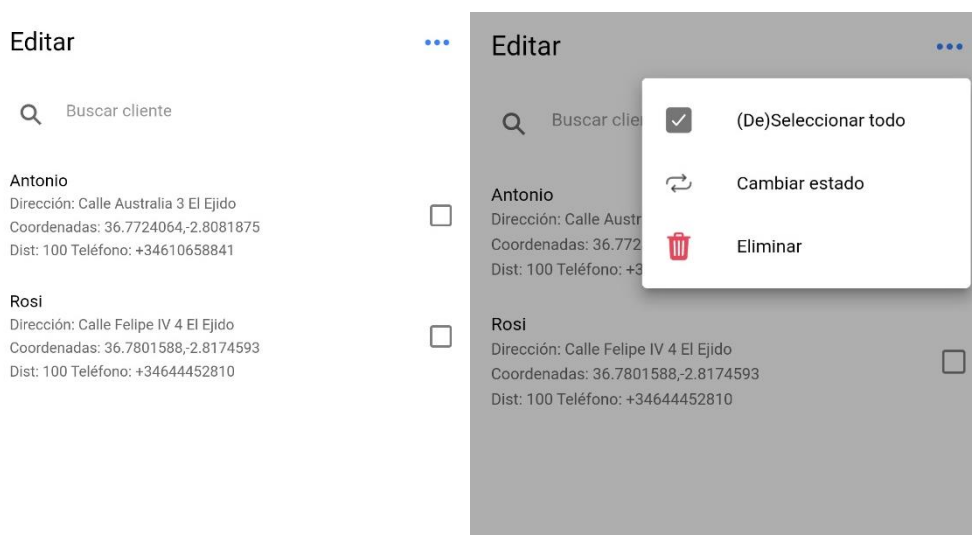 Editar
Buscar cliente
Antonio
Dirección: Calle Australia 3 El Ejido
Coordenadas: 36.7724064,-2.8081875
Dist: 100 Teléfono: +34610658841
Rosi
Dirección: Calle Felipe IV 4 El Ejido
Coordenadas: 36.7801588,-2.8174593
Dist: 100 Teléfono: +34644452810
Editar
Buscar clie
(De)Seleccionar todo
Cambiar estado
Eliminar
Antonio
Dirección: Calle Austr
Coordenadas: 36.772
Dist: 100 Teléfono: +3
Rosi
Dirección: Calle Felipe IV 4 El Ejido
Coordenadas: 36.7801588,-2.8174593
Dist: 100 Teléfono: +34644452810